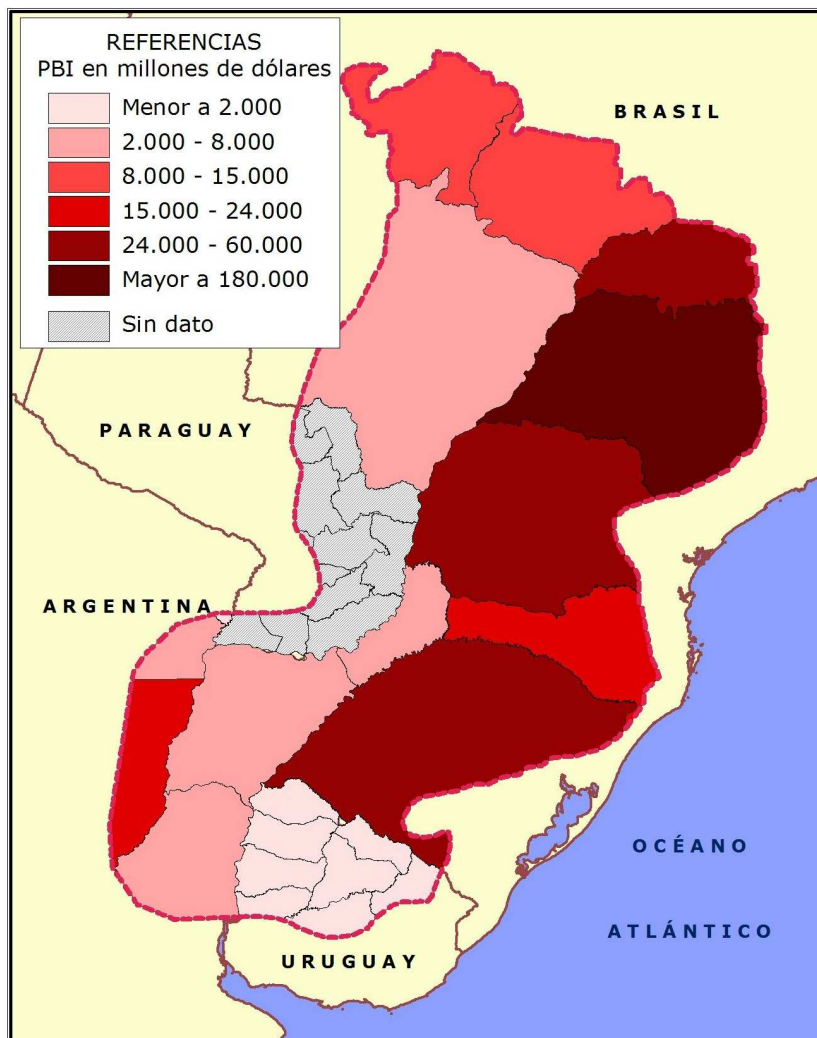 REFERENCIAS
PBI en millones de dólares
Menor a 2.000
2.000 - 8.000
8.000 - 15.000
15.000 - 24.000
24.000 - 60.000
Mayor a 180.000
Sin dato
BRASIL
PARAGUAY
ARGENTINA
OCÉANO
ATLÁNTICO
URUGUAY